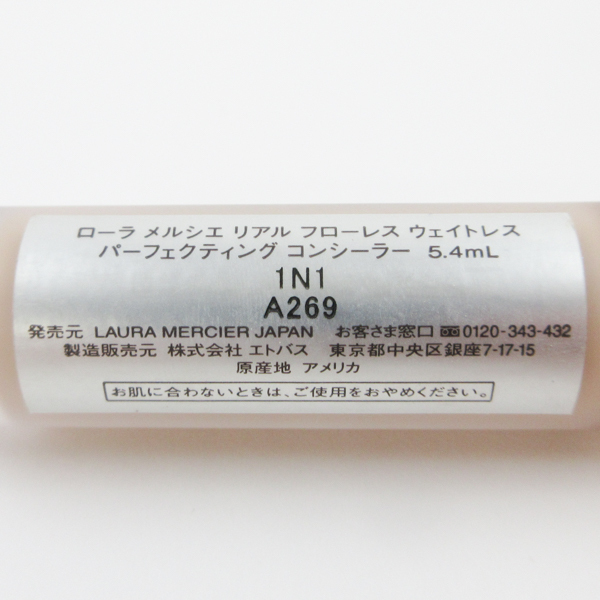 ローラ メルシエ リアル フローレス ウェイトレス
パーフェクティング コンシーラー 5.4mL
1N1
A269
発売元 LAURA MERCIER JAPAN お客さま窓口 0120-343-432
製造販売元 株式会社 エトバス 東京都中央区銀座7-17-15
原産地 アメリカ
お肌に合わないときは、ご使用をおやめください。